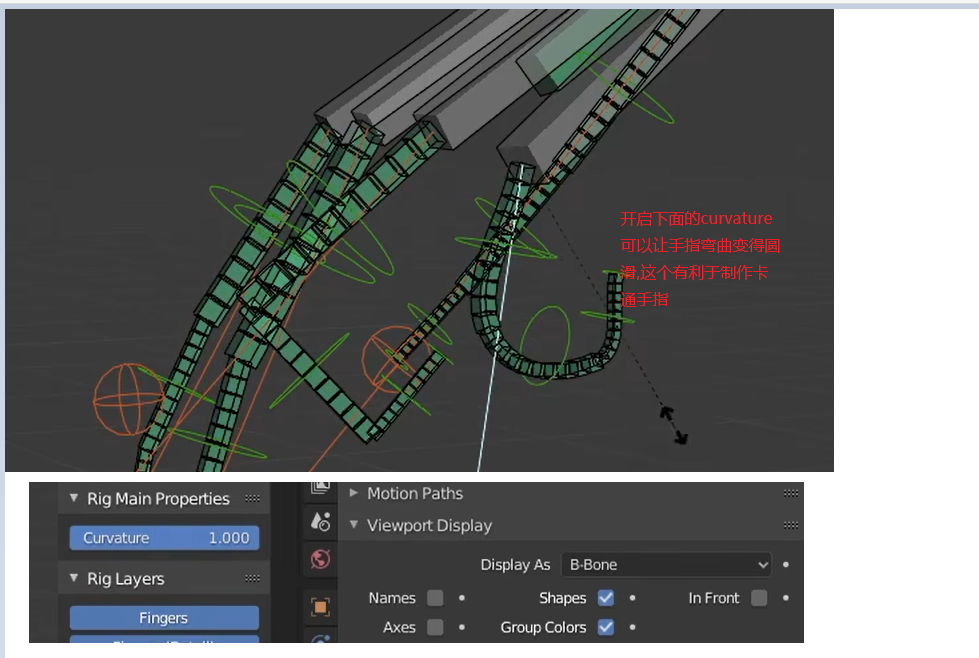 开启下面的curvature
可以让手指弯曲变得圆
滑,这个有利于制作卡
通手指
Rig Main Properties
Curvature 1.000
Rig Layers
Fingers
Motion Paths
Viewport Display
Display As B-Bone
Names Shapes In Front
Axes Group Colors